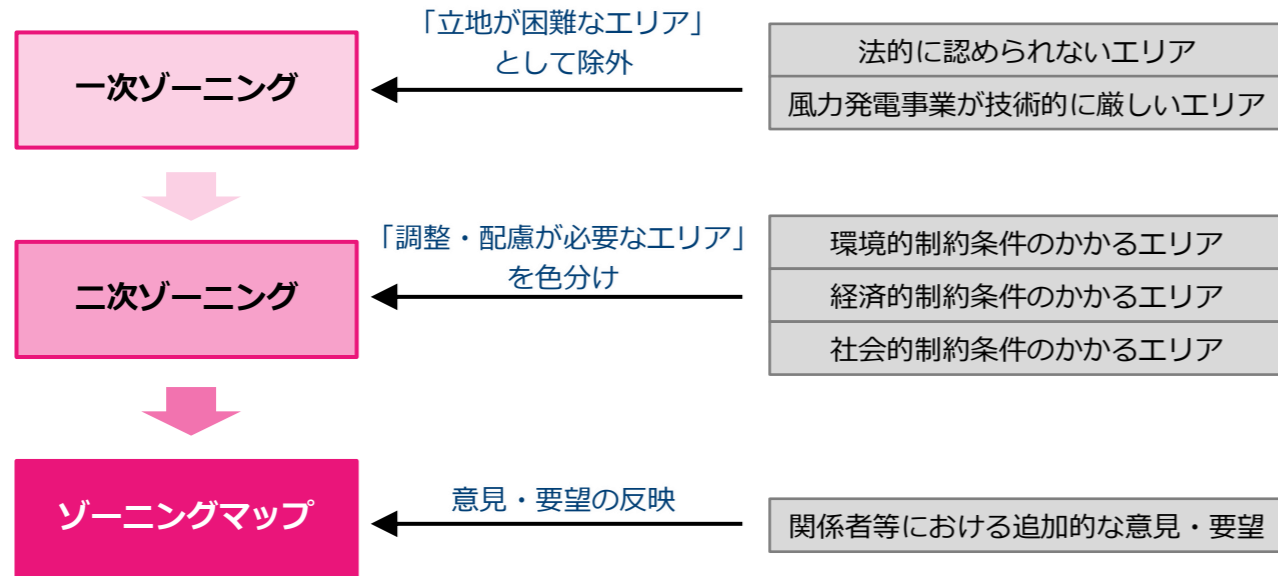 一次ゾーニング
「立地が困難なエリア」
として除外
法的に認められないエリア
風力発電事業が技術的に厳しいエリア
二次ゾーニング
「調整・配慮が必要なエリア」
を色分け
環境的制約条件のかかるエリア
経済的制約条件のかかるエリア
社会的制約条件のかかるエリア
ゾーニングマップ
意見・要望の反映
関係者等における追加的な意見・要望